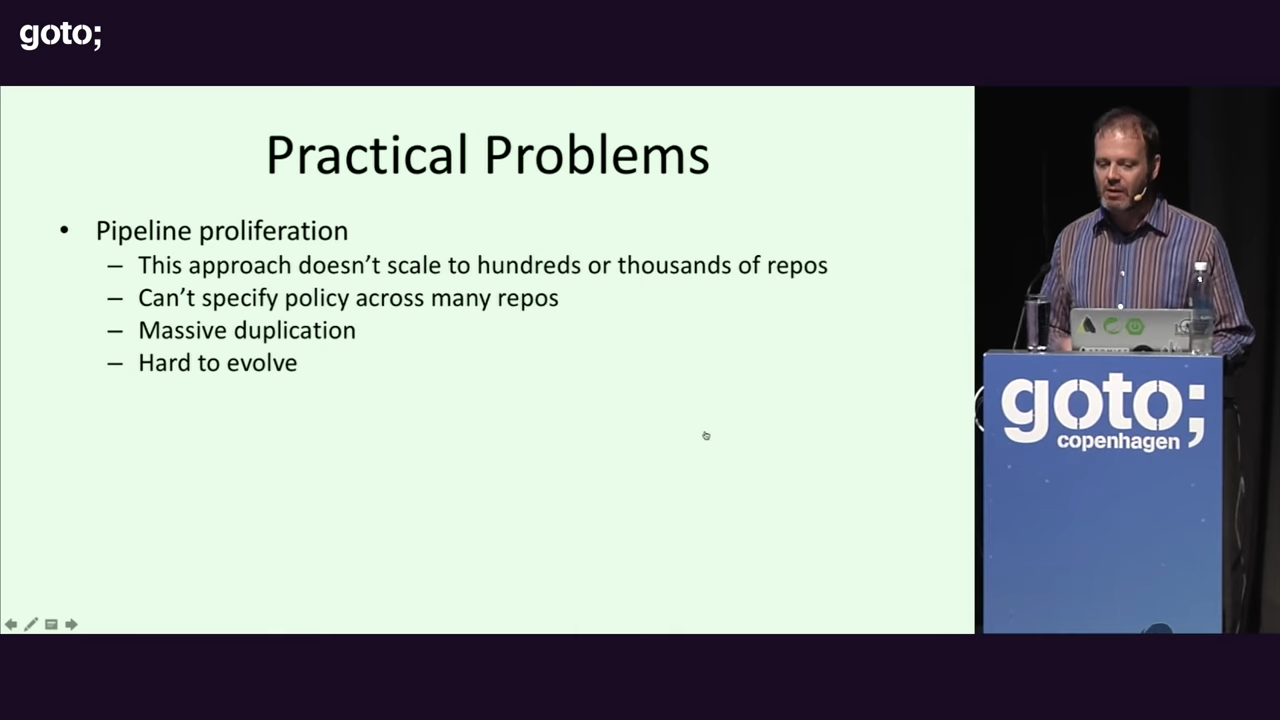 goto;
Practical Problems
• Pipeline proliferation
– This approach doesn't scale to hundreds or thousands of repos
– Can't specify policy across many repos
– Massive duplication
– Hard to evolve
goto;
copenhagen